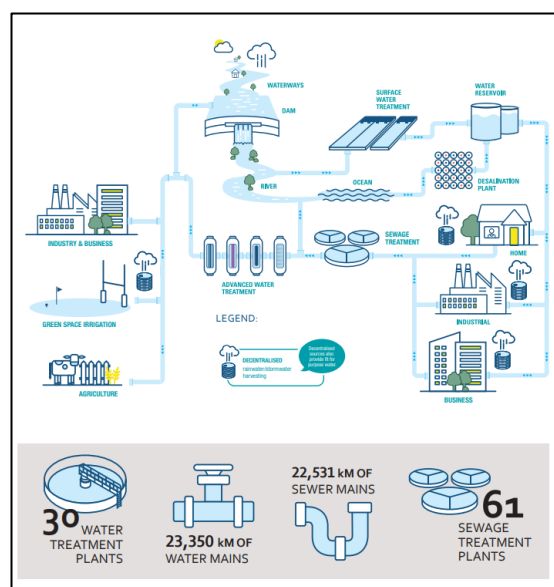 WATERWAYS
DAM
SURFACE
WATER
TREATMENT
WATER
RESERVOIR
RIVER
OCEAN
DESALINATION
PLANT
INDUSTRY & BUSINESS
SEWAGE
TREATMENT
HOME
ADVANCED WATER
TREATMENT
GREEN SPACE IRRIGATION
INDUSTRIAL
LEGEND:
DECENTRALISED
rainwater/stormwater
harvesting
Decentralised
sources also
provide fit for
purpose water
AGRICULTURE
BUSINESS
30 WATER
TREATMENT
PLANTS
23,350 kM OF
WATER MAINS
22,531 kM OF
SEWER MAINS
61
SEWAGE
TREATMENT
PLANTS